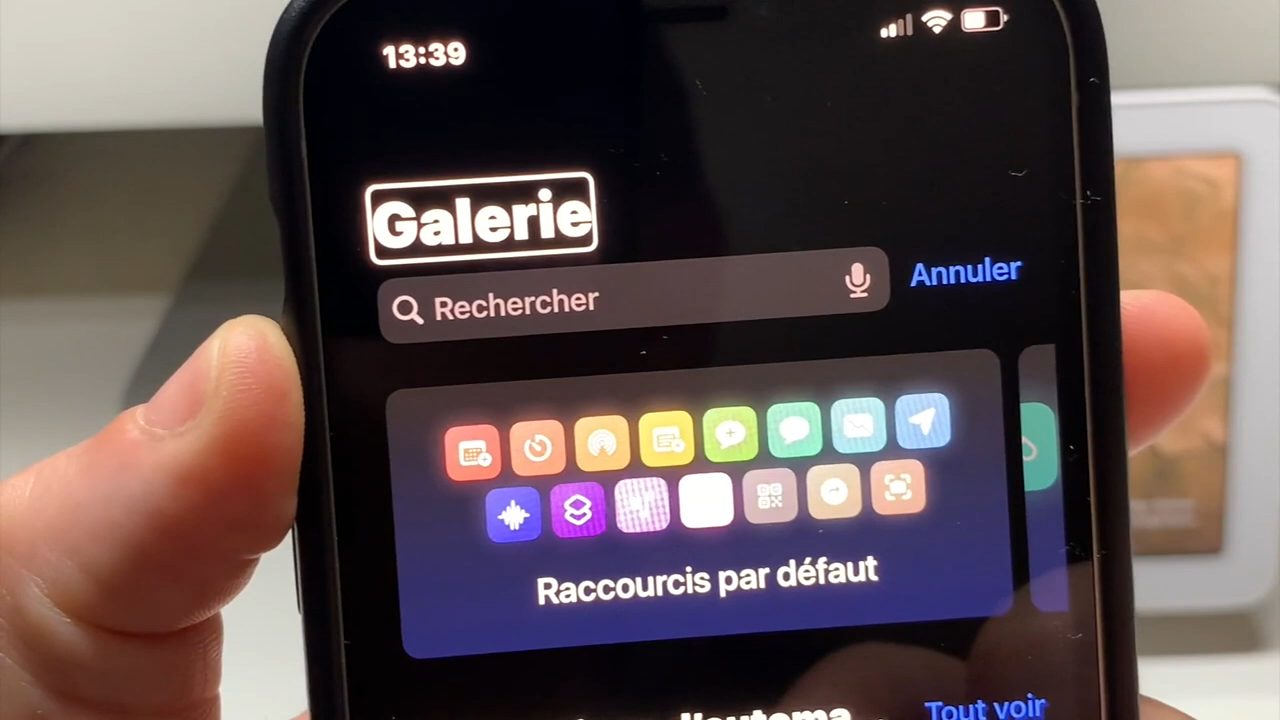 13:39
Galerie
Rechercher
Annuler
Raccourcis par défaut
Tout voir